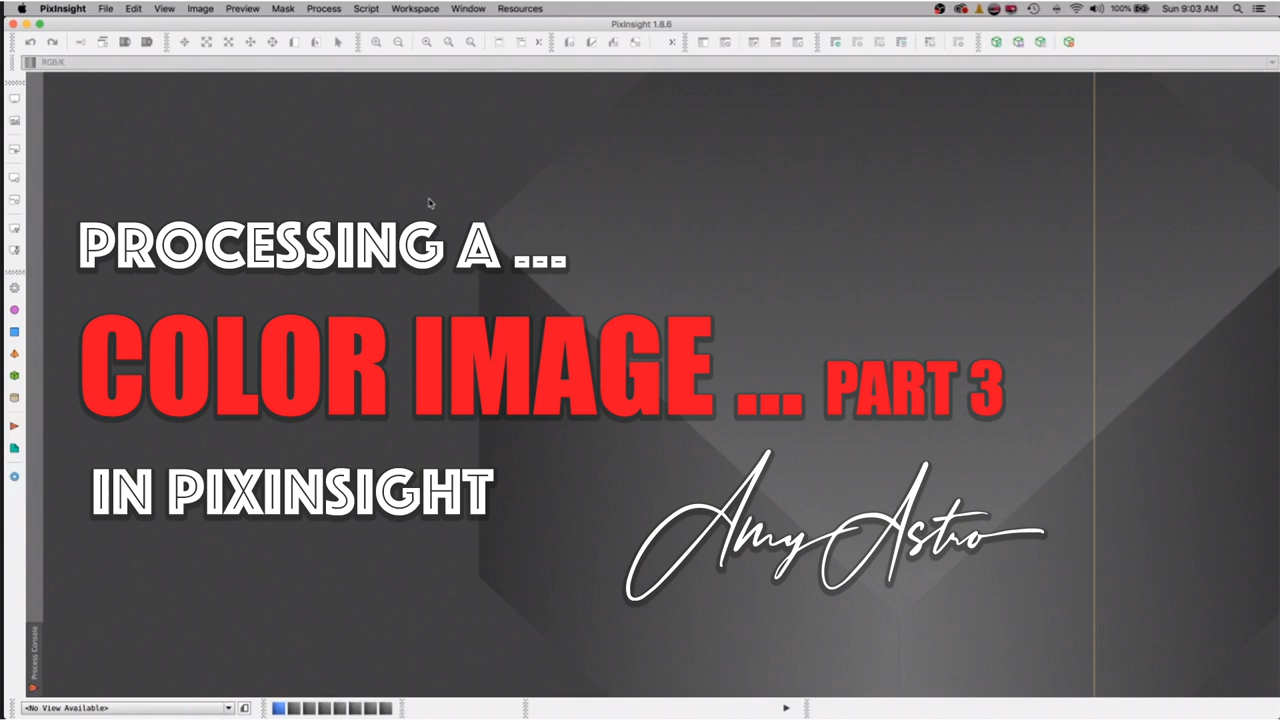 PixInsight File Edit View Image Preview Mask Process Script Workspace Window Resources 100% Sun 9:03 AM
PixInsight 1.8.6
RGB/K
PROCESSING A ...
COLOR IMAGE ... PART 3
IN PIXINSIGHT
Amy Astro
Process Console
<No View Available>